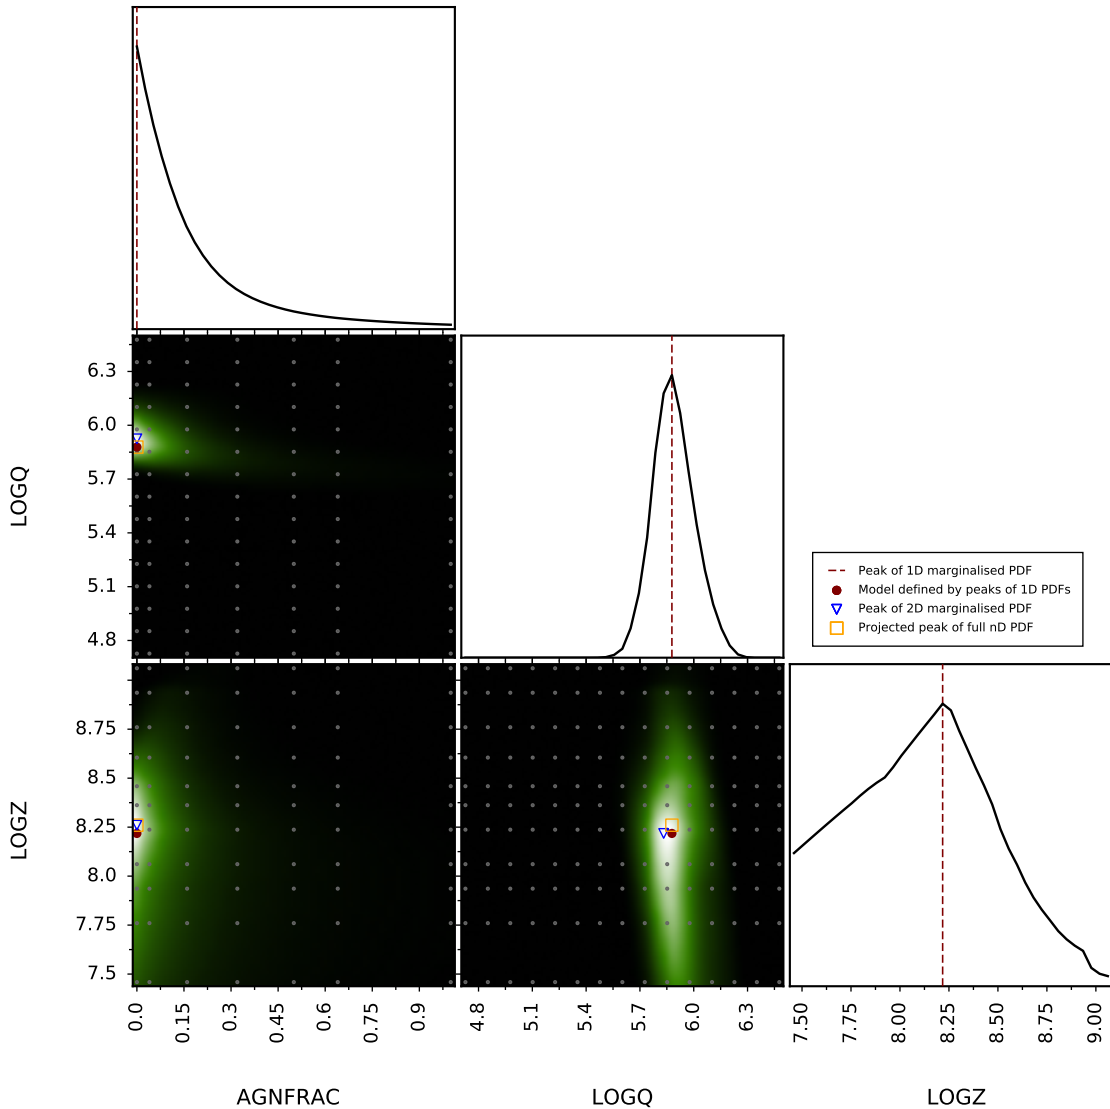 6.3
6.0
5.7
5.4
5.1
4.8
LOGQ
Peak of 1D marginalised PDF
Model defined by peaks of 1D PDFs
Peak of 2D marginalised PDF
Projected peak of full nD PDF
8.75
8.5
8.25
8.0
7.75
7.5
LOGZ
0.0 0.15 0.3 0.45 0.6 0.75 0.9
4.8 5.1 5.4 5.7 6.0 6.3
7.50 7.75 8.00 8.25 8.50 8.75 9.00
AGNFRAC
LOGQ
LOGZ